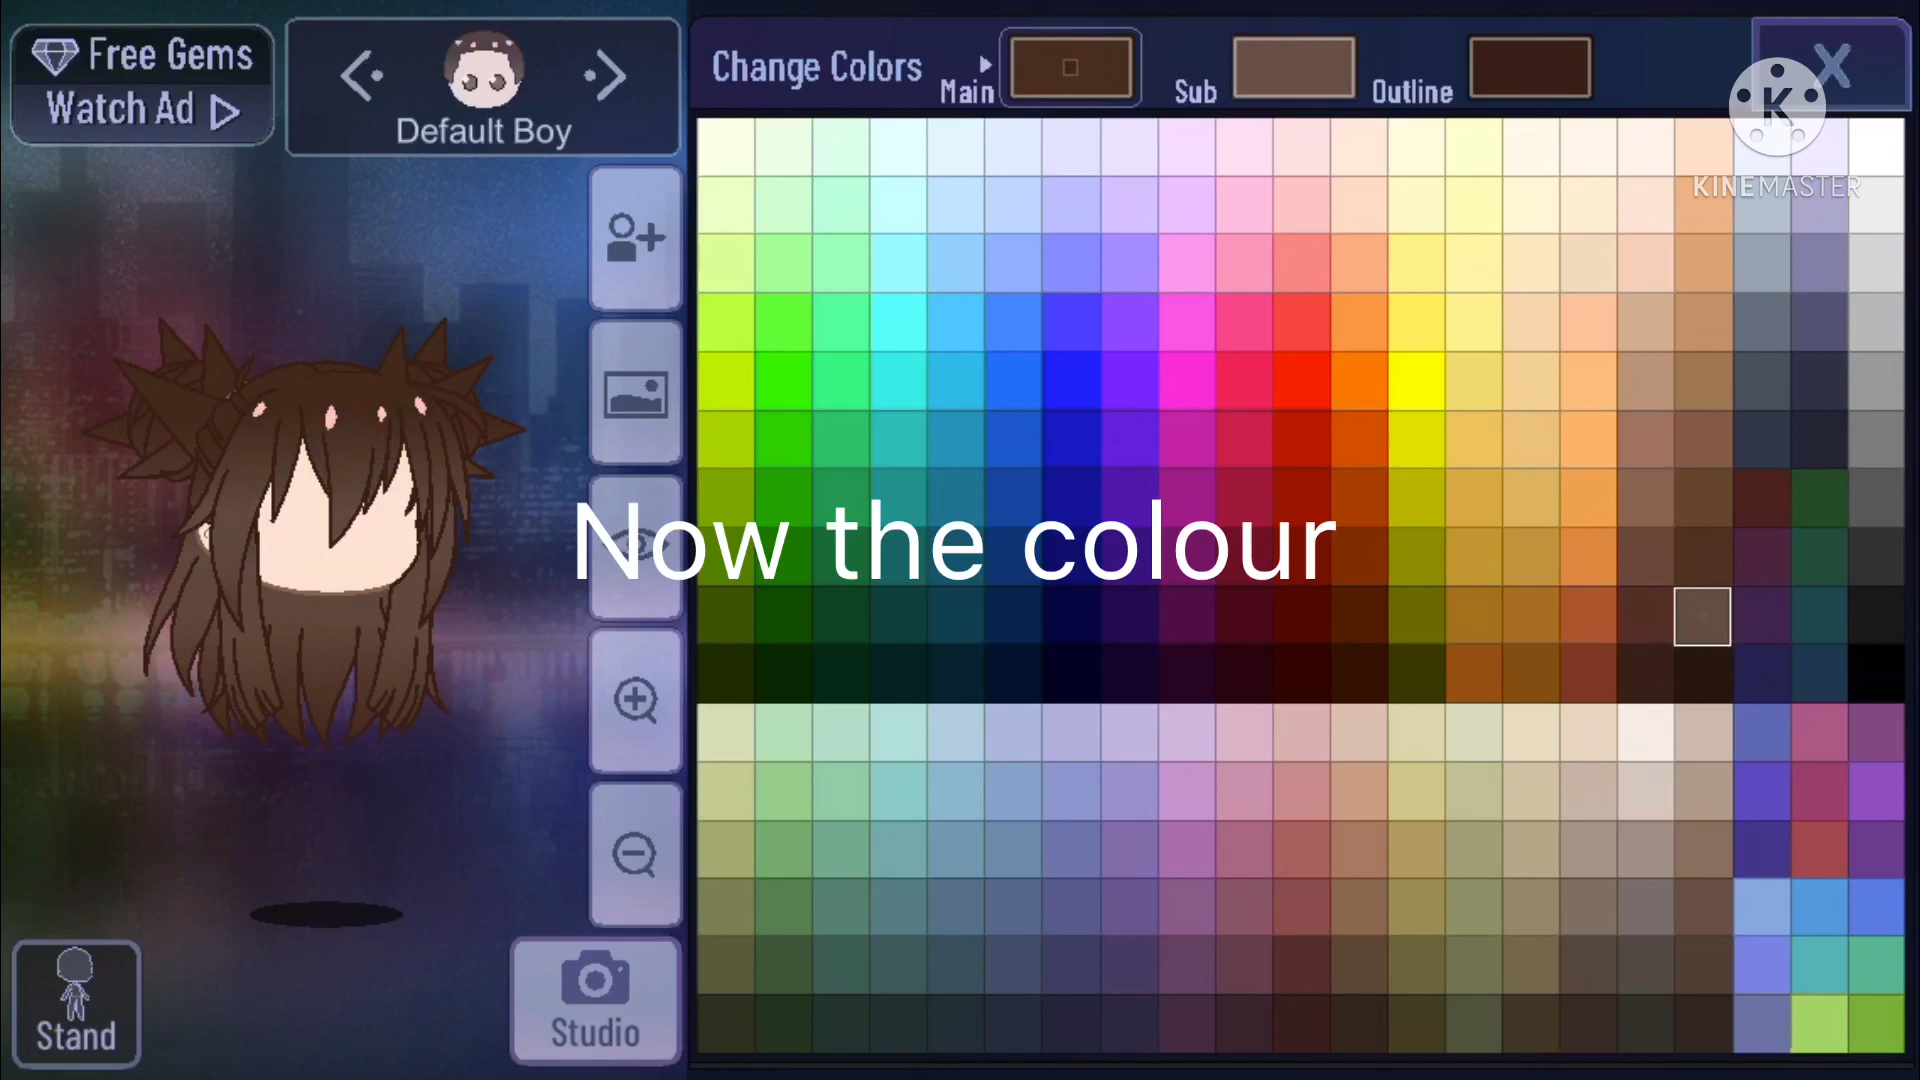 Free Gems
Watch Ad
Default Boy
Change Colors
Main
Sub
Outline
X
K
KINEMASTER
Now the colour
Stand
Studio